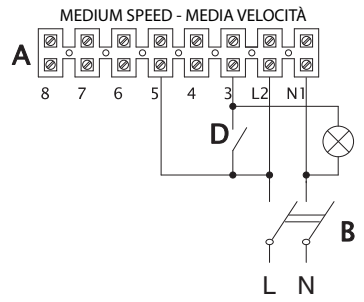 MEDIUM SPEED - MEDIA VELOCITÀ
A
8 7 6 5 4 3 L2 N1
D
B
L N